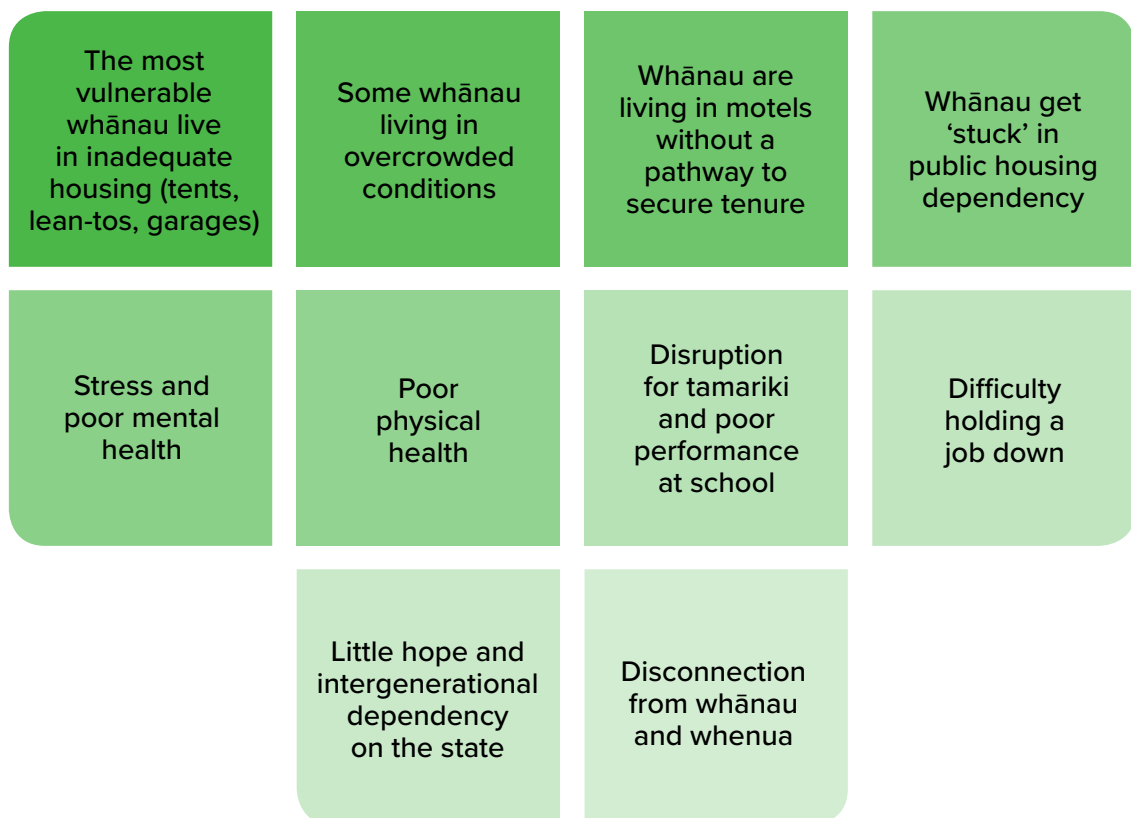 The most
vulnerable
whānau live
in inadequate
housing (tents,
lean-tos, garages)
Some whānau
living in
overcrowded
conditions
Whānau are
living in motels
without a
pathway to
secure tenure
Whānau get
‘stuck’ in
public housing
dependency
Stress and
poor mental
health
Poor
physical
health
Disruption
for tamariki
and poor
performance
at school
Difficulty
holding a
job down
Little hope and
intergenerational
dependency
on the state
Disconnection
from whānau
and whenua